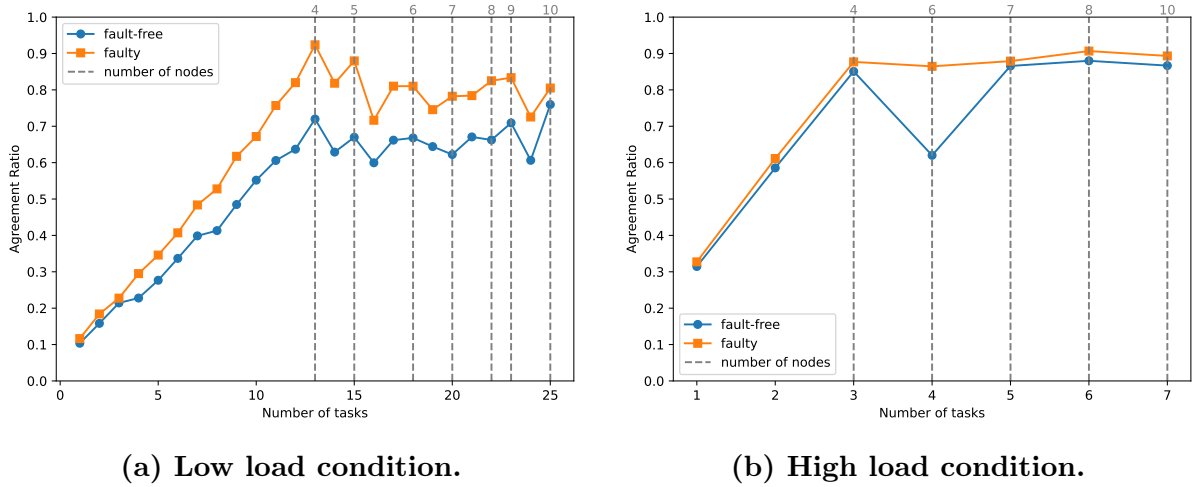 4 5 6 7 8 9 10
1.0
0.9
0.8
0.7
0.6
0.5
0.4
0.3
0.2
0.1
0.0
Agreement Ratio
fault-free
faulty
number of nodes
0 5 10 15 20 25
Number of tasks
(a) Low load condition.
4 6 7 8 10
1.0
0.9
0.8
0.7
0.6
0.5
0.4
0.3
0.2
0.1
0.0
Agreement Ratio
fault-free
faulty
number of nodes
1 2 3 4 5 6 7
Number of tasks
(b) High load condition.